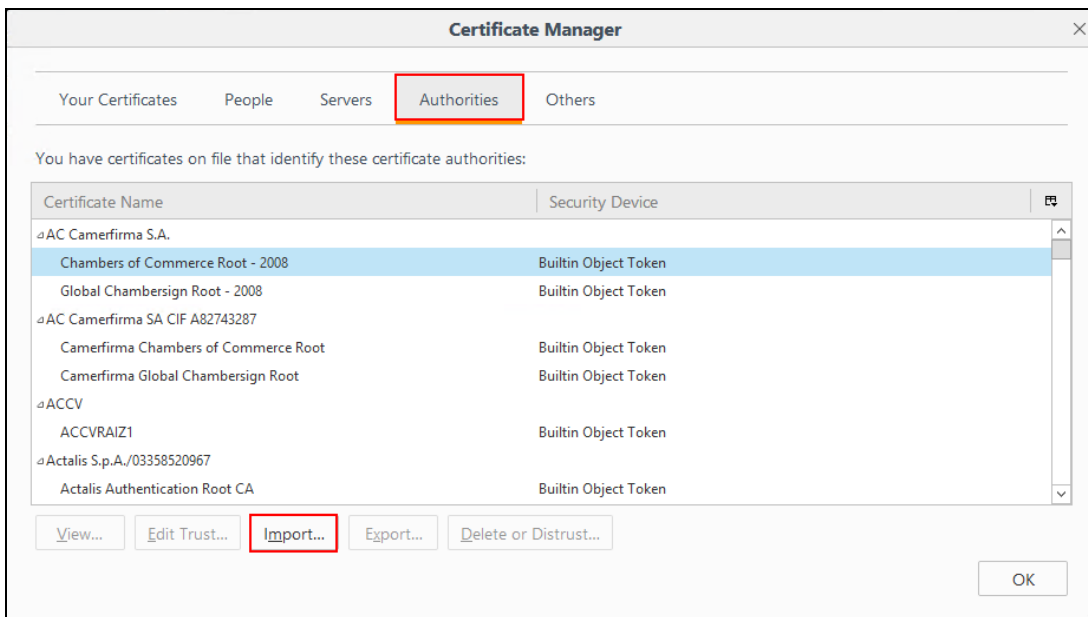 Certificate Manager
Your Certificates People Servers Authorities Others
You have certificates on file that identify these certificate authorities:
Certificate Name Security Device
AC Camerfirma S.A.
Chambers of Commerce Root - 2008 Builtin Object Token
Global Chambersign Root - 2008 Builtin Object Token
AC Camerfirma SA CIF A82743287
Camerfirma Chambers of Commerce Root Builtin Object Token
Camerfirma Global Chambersign Root Builtin Object Token
ACCV
ACCVRAIZ1 Builtin Object Token
Actalis S.p.A./03358520967
Actalis Authentication Root CA Builtin Object Token
View... Edit Trust... Import... Export... Delete or Distrust...
OK